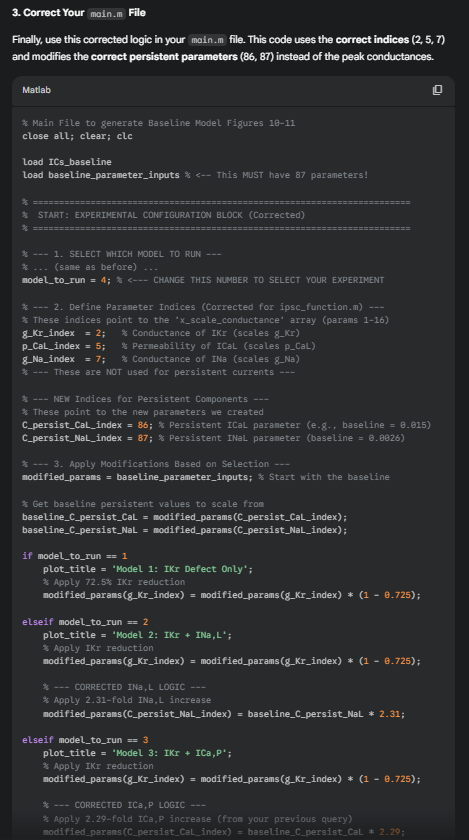 3. Correct Your main.m File
Finally, use this corrected logic in your main.m file. This code uses the correct indices (2, 5, 7)
and modifies the correct persistent parameters (86, 87) instead of the peak conductances.
Matlab
% Main File to generate Baseline Model Figures 10-11
close all; clear; clc
load ICs_baseline
load baseline_parameter_inputs % <-- This MUST have 87 parameters!
% =======================================================================
%  START: EXPERIMENTAL CONFIGURATION BLOCK (Corrected)
% =======================================================================
% --- 1. SELECT WHICH MODEL TO RUN ---
% ... (same as before) ...
model_to_run = 4; % <--- CHANGE THIS NUMBER TO SELECT YOUR EXPERIMENT
% --- 2. Define Parameter Indices (Corrected for ipsc_function.m) ---
% These indices point to the 'x_scale_conductance' array (params 1-16)
g_Kr_index  = 2;   % Conductance of IKr (scales g_Kr)
p_CaL_index = 5;   % Permeability of ICaL (scales p_CaL)
g_Na_index  = 7;   % Conductance of INa (scales g_Na)
% --- These are NOT used for persistent currents ---
% --- NEW Indices for Persistent Components ---
% These point to the new parameters we created
C_persist_CaL_index = 86; % Persistent ICaL parameter (e.g., baseline = 0.015)
C_persist_NaL_index = 87; % Persistent INaL parameter (baseline = 0.0026)
% --- 3. Apply Modifications Based on Selection ---
modified_params = baseline_parameter_inputs; % Start with the baseline
% Get baseline persistent values to scale from
baseline_C_persist_CaL = modified_params(C_persist_CaL_index);
baseline_C_persist_NaL = modified_params(C_persist_NaL_index);
if model_to_run == 1
plot_title = 'Model 1: IKr Defect Only';
% Apply 72.5% IKr reduction
modified_params(g_Kr_index) = modified_params(g_Kr_index) * (1 - 0.725);
elseif model_to_run == 2
plot_title = 'Model 2: IKr + INa,L';
% Apply IKr reduction
modified_params(g_Kr_index) = modified_params(g_Kr_index) * (1 - 0.725);
% --- CORRECTED INa,L LOGIC ---
% Apply 2.31-fold INa,L increase
modified_params(C_persist_NaL_index) = baseline_C_persist_NaL * 2.31;
elseif model_to_run == 3
plot_title = 'Model 3: IKr + ICa,P';
% Apply IKr reduction
modified_params(g_Kr_index) = modified_params(g_Kr_index) * (1 - 0.725);
% --- CORRECTED ICa,P LOGIC ---
% Apply 2.29-fold ICa,P increase (from your previous query)
modified_params(C_persist_CaL_index) = baseline_C_persist_CaL * 2.29;